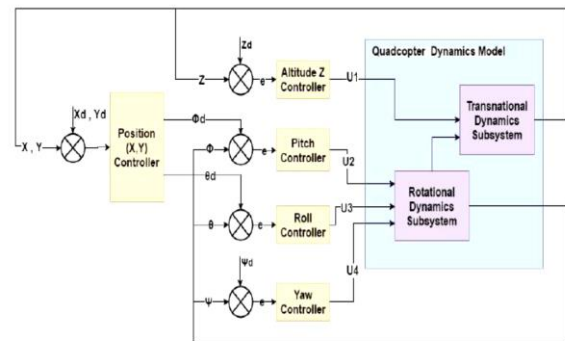 Zd
Quadcopter Dynamics Model
Z
e
Altitude Z
Controller
U1
Transnational
Dynamics
Subsystem
Xd , Yd
X , Y
Position
(X,Y)
Controller
Φd
Φ
e
Pitch
Controller
U2
θd
Rotational
Dynamics
Subsystem
θ
e
Roll
Controller
U3
Ψd
U4
Ψ
e
Yaw
Controller